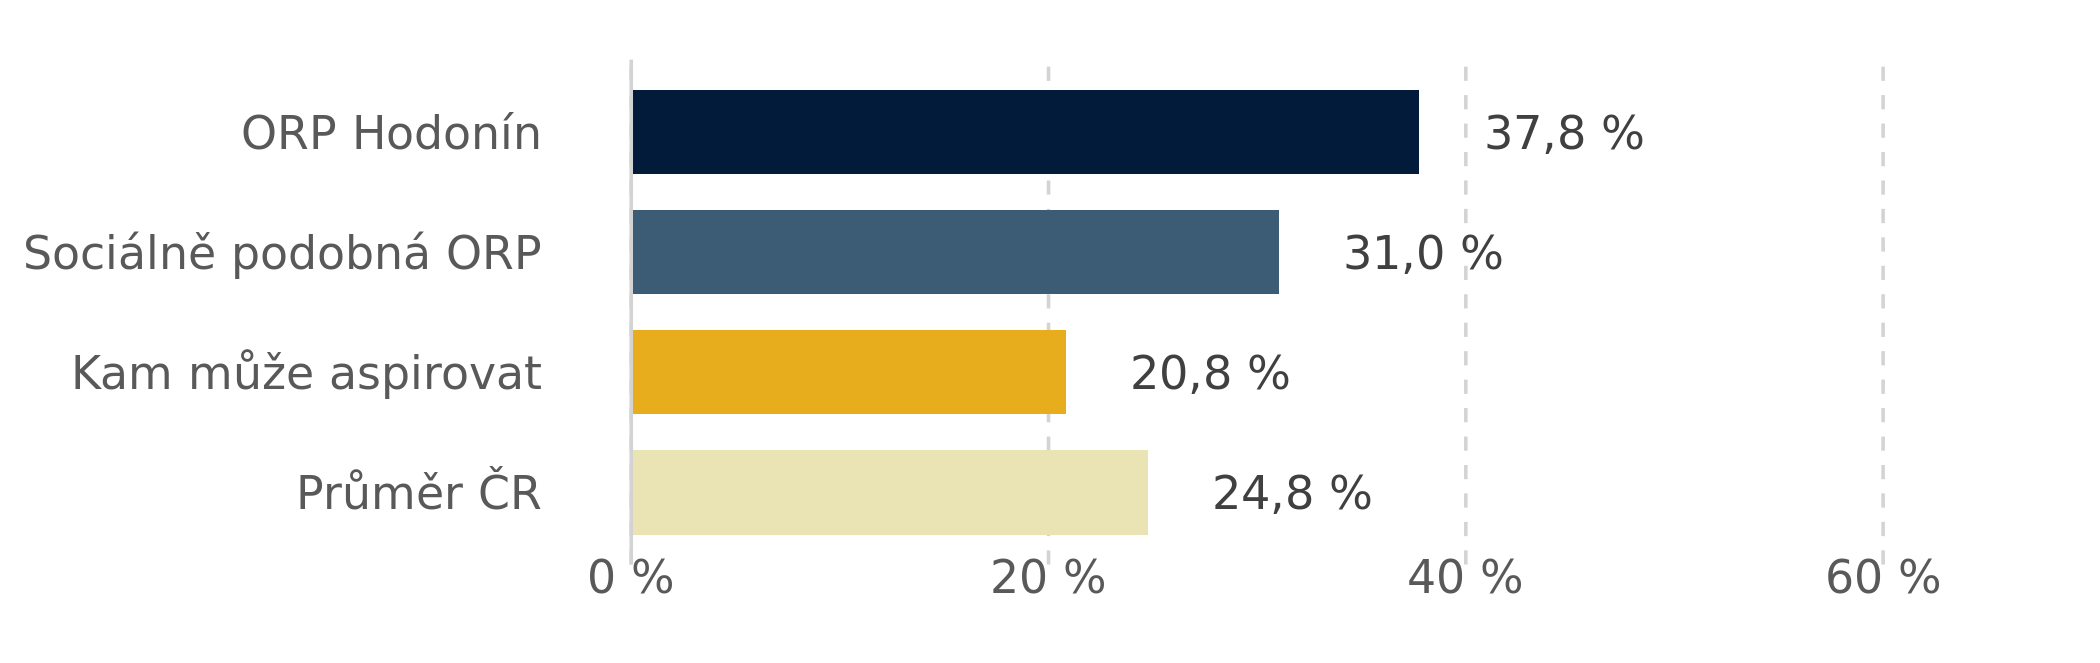 ORP Hodonín
37,8 %
Sociálně podobná ORP
31,0 %
Kam může aspirovat
20,8 %
Průměr ČR
24,8 %
0 %
20 %
40 %
60 %